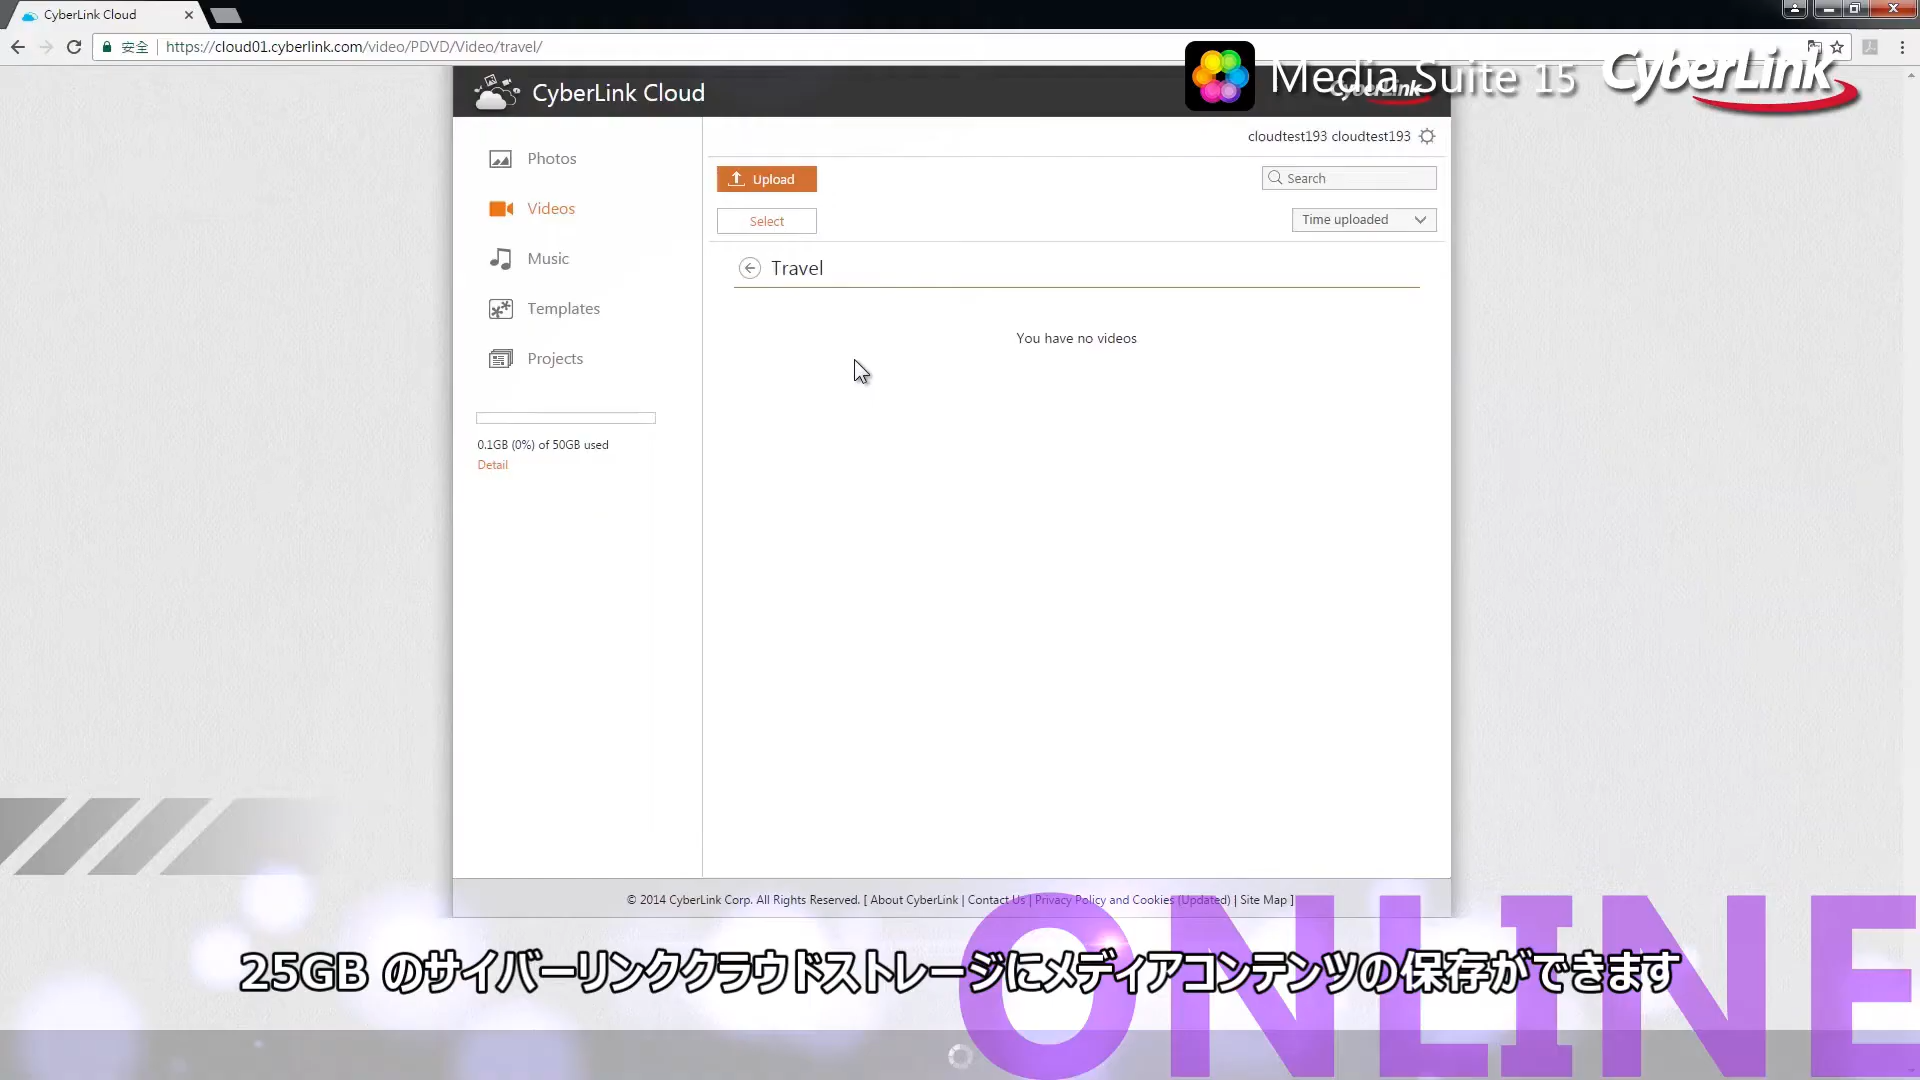 CyberLink Cloud
安全
https://cloud01.cyberlink.com/video/PDVD/Video/travel/
CyberLink Cloud
CyberLink
Media Suite 15
CyberLink
cloudtest193 cloudtest193
Photos
Videos
Music
Templates
Projects
0.1GB (0%) of 50GB used
Detail
Upload
Search
Select
Time uploaded
Travel
You have no videos
© 2014 CyberLink Corp. All Rights Reserved. [ About CyberLink | Contact Us | Privacy Policy and Cookies (Updated) | Site Map ]
ONLINE
25GB のサイバーリンククラウドストレージにメディアコンテンツの保存ができます